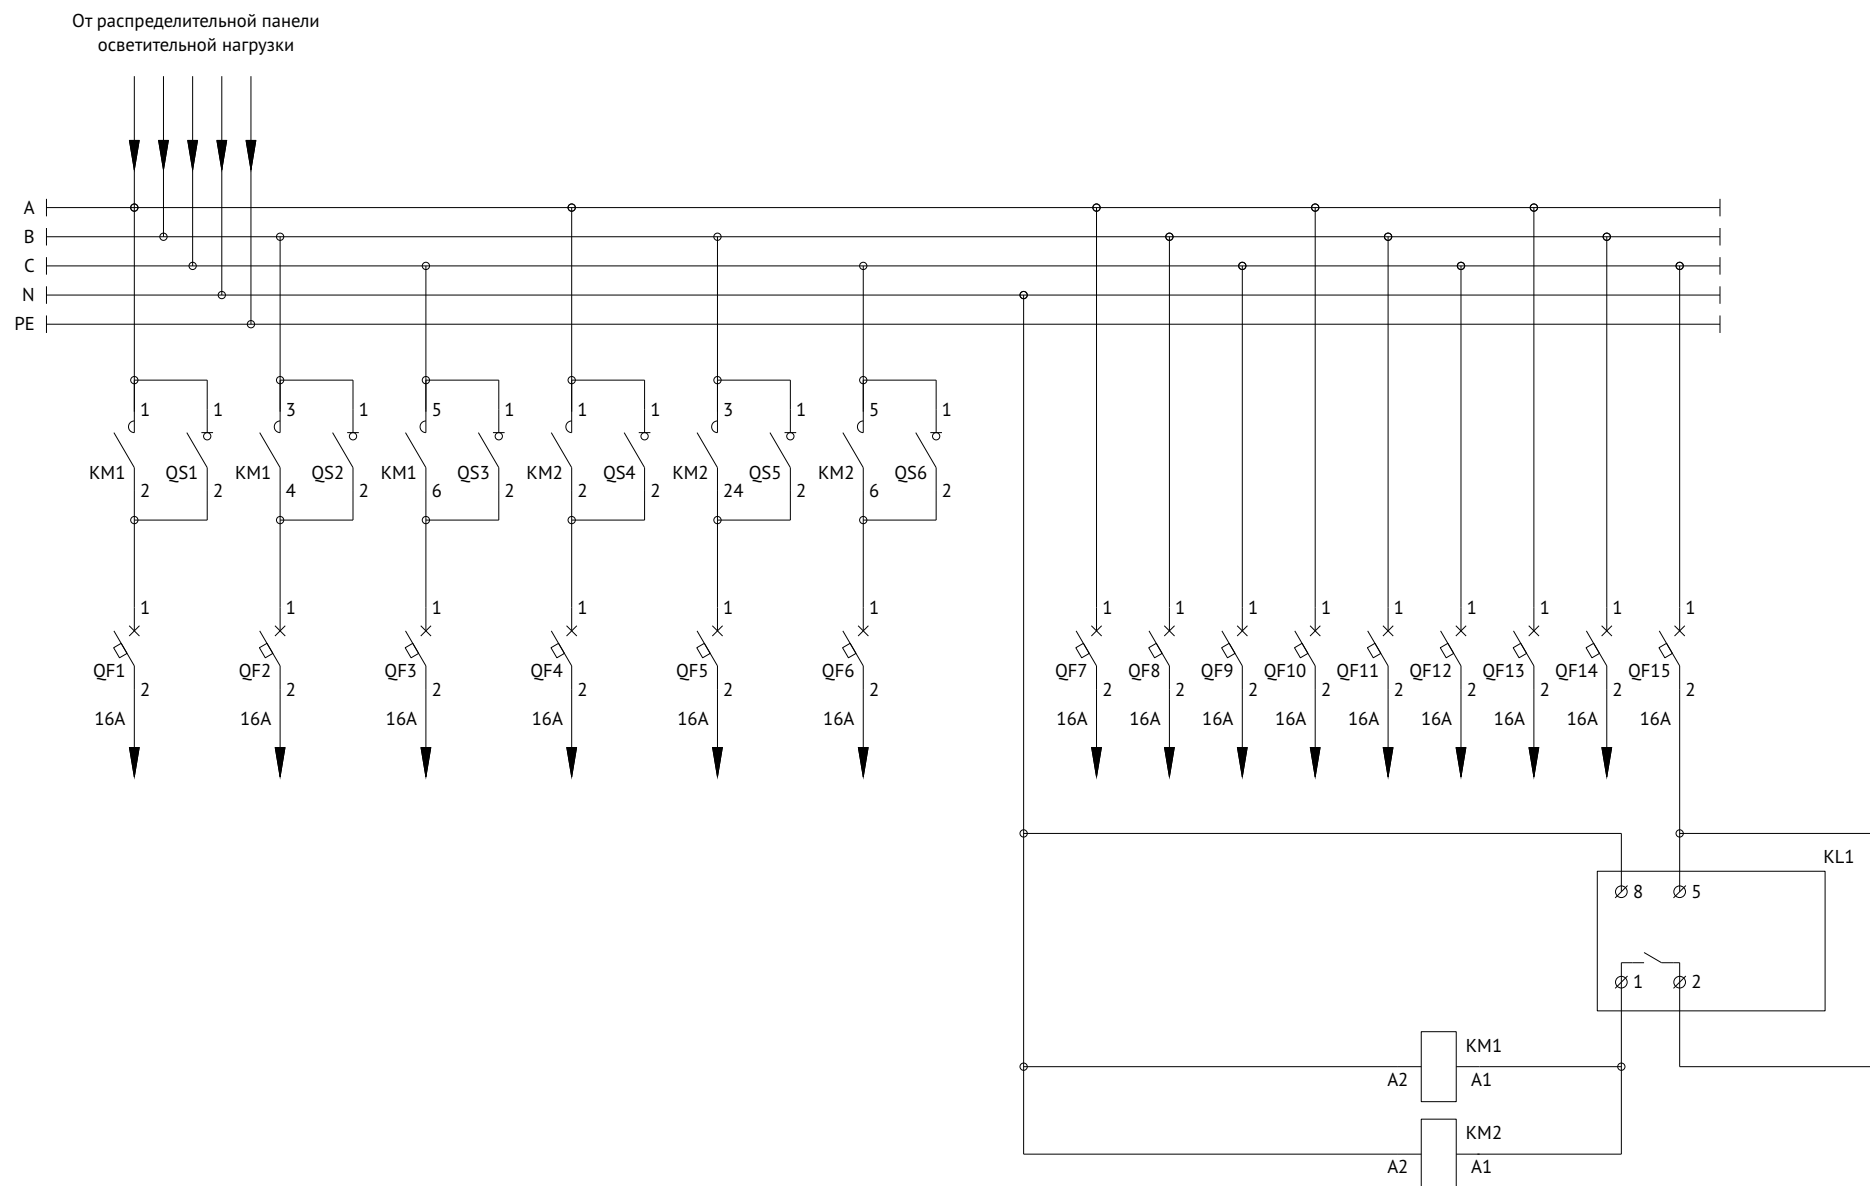 От распределительной панели
осветительной нагрузки
A
B
C
N
PE
1 1 3 1 5 1 1 1 3 1 5 1
KM1 QS1 KM1 QS2 KM1 QS3 KM2 QS4 KM2 QS5 KM2 QS6
2 2 4 2 6 2 2 2 24 2 6 2
1 1 1 1 1 1 1 1 1 1 1 1 1 1 1
QF1 QF2 QF3 QF4 QF5 QF6 QF7 QF8 QF9 QF10 QF11 QF12 QF13 QF14 QF15
2 2 2 2 2 2 2 2 2 2 2 2 2 2 2
16A 16A 16A 16A 16A 16A 16A 16A 16A 16A 16A 16A 16A 16A 16A
KL1
8 5
1 2
KM1
A2 A1
KM2
A2 A1